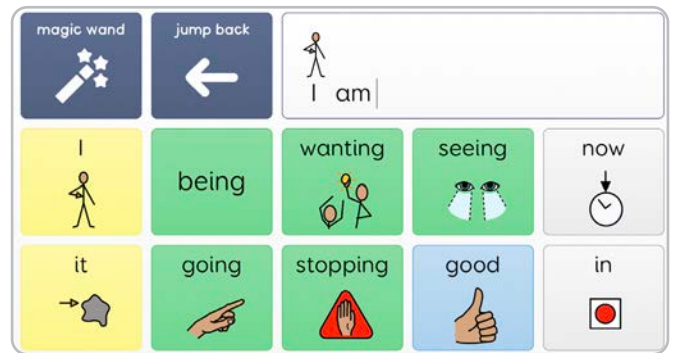 magic wand
jump back
I am
I
being
wanting
seeing
now
it
going
stopping
good
in